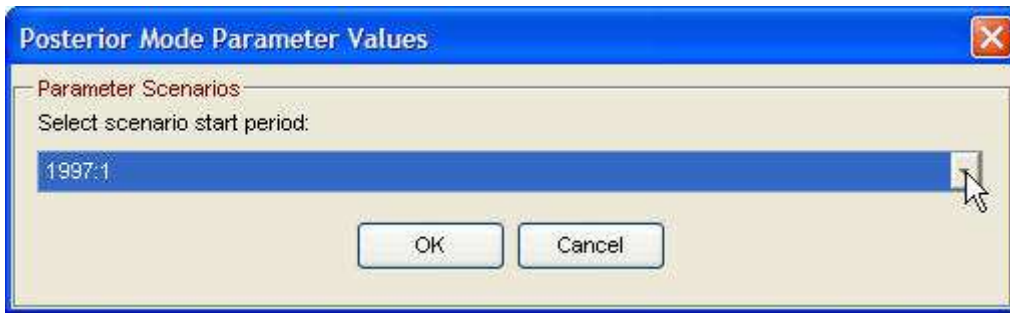 Posterior Mode Parameter Values
Parameter Scenarios
Select scenario start period:
1997:1
OK Cancel